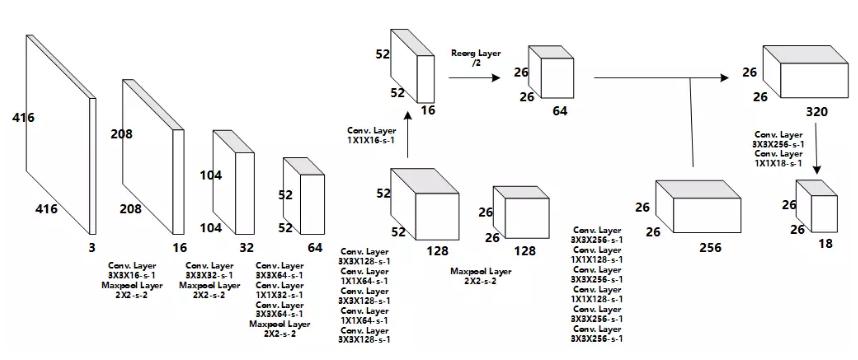 416
416
3
Conv. Layer
3X3X16-s-1
Maxpool Layer
2X2-s-2
208
208
16
Conv. Layer
3X3X32-s-1
Maxpool Layer
2X2-s-2
104
104
32
Conv. Layer
3X3X64-s-1
Conv. Layer
1X1X32-s-1
Conv. Layer
3X3X64-s-1
Maxpool Layer
2X2-s-2
52
52
64
Conv. Layer
3X3X128-s-1
Conv. Layer
1X1X64-s-1
Conv. Layer
3X3X128-s-1
Conv. Layer
1X1X64-s-1
Conv. Layer
3X3X128-s-1
52
52
128
Conv. Layer
1X1X16-s-1
52
52
16
Reorg Layer
/2
26
26
64
Maxpool Layer
2X2-s-2
26
26
128
Conv. Layer
3X3X256-s-1
Conv. Layer
1X1X128-s-1
Conv. Layer
3X3X256-s-1
Conv. Layer
1X1X128-s-1
Conv. Layer
3X3X256-s-1
Conv. Layer
3X3X256-s-1
26
26
256
26
26
320
Conv. Layer
3X3X256-s-1
Conv. Layer
1X1X18-s-1
26
26
18